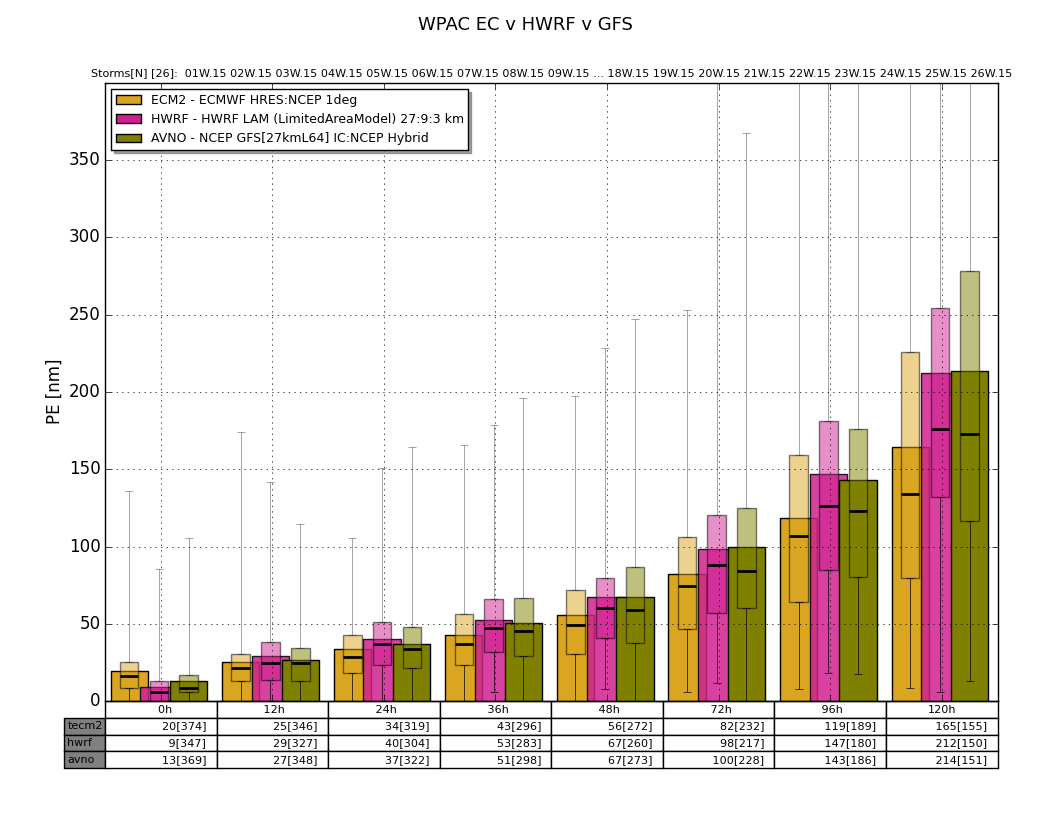 WPAC EC v HWRF v GFS
Storms[N] [26]: 01W.15 02W.15 03W.15 04W.15 05W.15 06W.15 07W.15 08W.15 09W.15 ... 18W.15 19W.15 20W.15 21W.15 22W.15 23W.15 24W.15 25W.15 26W.15
ECM2 - ECMWF HRES:NCEP 1deg
HWRF - HWRF LAM (LimitedAreaModel) 27:9:3 km
AVNO - NCEP GFS[27kmL64] IC:NCEP Hybrid
350
300
250
200
150
100
50
0
PE [nm]
0h 12h 24h 36h 48h 72h 96h 120h
tecm2 20[374] 25[346] 34[319] 43[296] 56[272] 82[232] 119[189] 165[155]
hwrf 9[347] 29[327] 40[304] 53[283] 67[260] 98[217] 147[180] 212[150]
avno 13[369] 27[348] 37[322] 51[298] 67[273] 100[228] 143[186] 214[151]